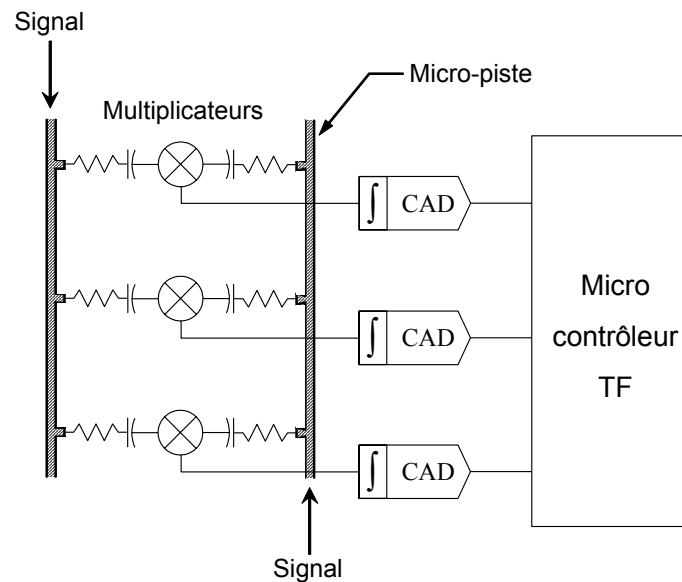 Signal
Micro-piste
Multiplicateurs
∫ CAD
∫ CAD
∫ CAD
Micro
contrôleur
TF
Signal